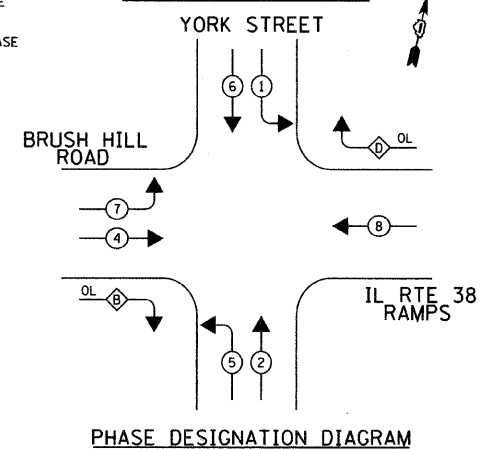 ASE
YORK STREET
6
1
BRUSH HILL
ROAD
OL
D
7
4
8
OL
B
IL RTE 38
RAMPS
5
2
PHASE DESIGNATION DIAGRAM